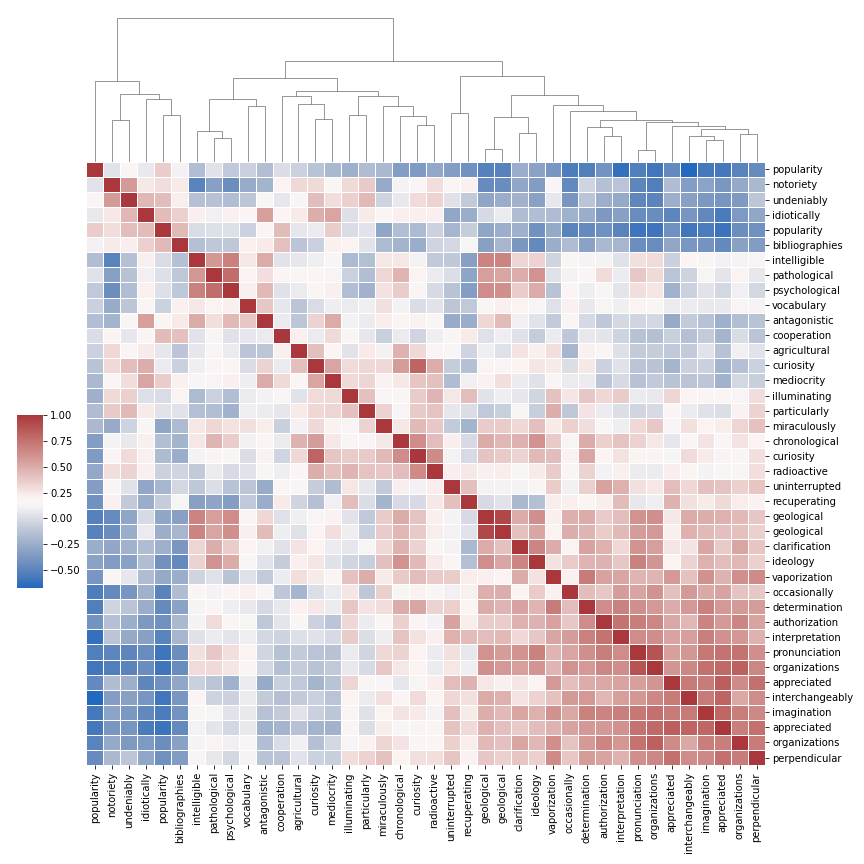 popularity
notoriety
undeniably
idiotically
popularity
bibliographies
intelligible
pathological
psychological
vocabulary
antagonistic
cooperation
agricultural
curiosity
mediocrity
illuminating
particularly
miraculously
chronological
curiosity
radioactive
uninterrupted
recuperating
geological
geological
clarification
ideology
vaporization
occasionally
determination
authorization
interpretation
pronunciation
organizations
appreciated
interchangeably
imagination
appreciated
organizations
perpendicular
1.00
0.75
0.50
0.25
0.00
−0.25
−0.50
popularity
notoriety
undeniably
idiotically
popularity
bibliographies
intelligible
pathological
psychological
vocabulary
antagonistic
cooperation
agricultural
curiosity
mediocrity
illuminating
particularly
miraculously
chronological
curiosity
radioactive
uninterrupted
recuperating
geological
geological
clarification
ideology
vaporization
occasionally
determination
authorization
interpretation
pronunciation
organizations
appreciated
interchangeably
imagination
appreciated
organizations
perpendicular